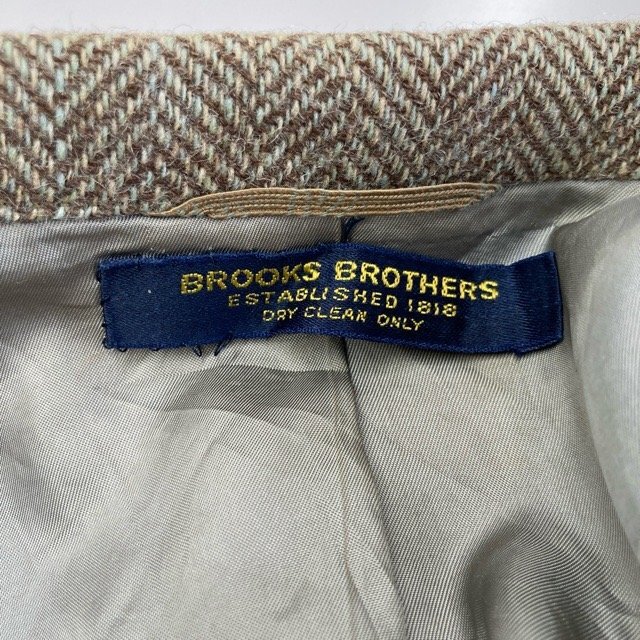 BROOKS BROTHERS
ESTABLISHED 1818
DRY CLEAN ONLY